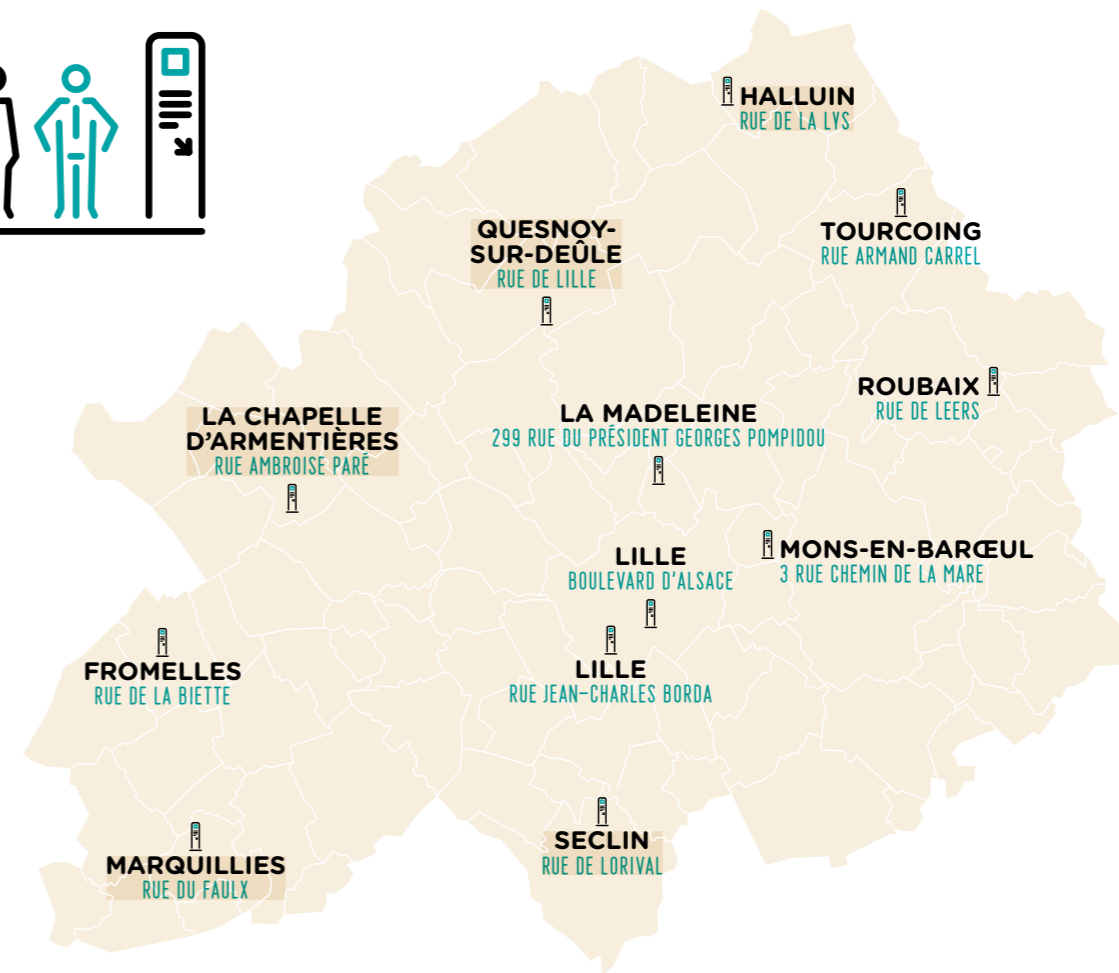 HALLUIN
RUE DE LA LYS
TOURCOING
RUE ARMAND CARREL
QUESNOY-
SUR-DEÛLE
RUE DE LILLE
ROUBAIX
RUE DE LEERS
LA CHAPELLE
D'ARMENTIÈRES
RUE AMBROISE PARÉ
LA MADELEINE
299 RUE DU PRÉSIDENT GEORGES POMPIDOU
LILLE
BOULEVARD D'ALSACE
MONS-EN-BARŒUL
3 RUE CHEMIN DE LA MARE
FROMELLES
RUE DE LA BIETTE
LILLE
RUE JEAN-CHARLES BORDA
SECLIN
RUE DE LORIVAL
MARQUILLIES
RUE DU FAULX